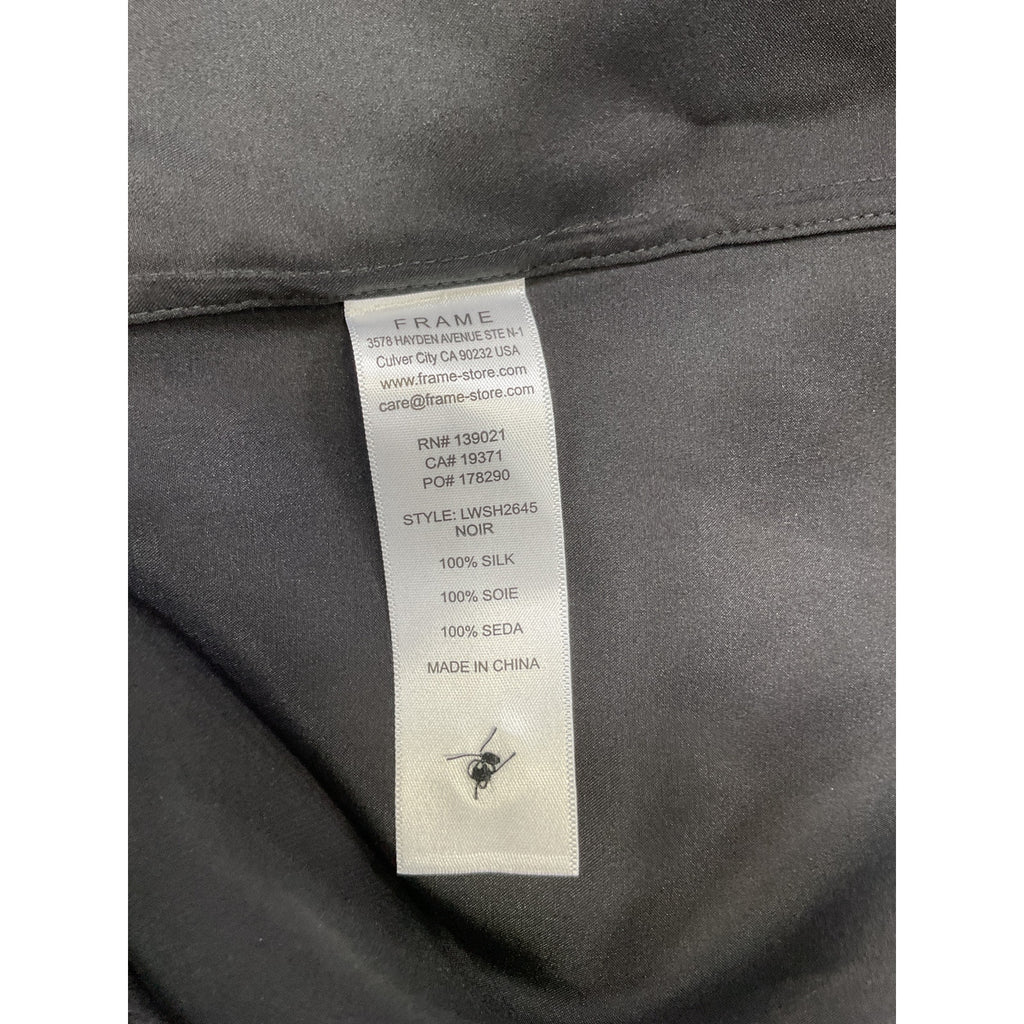 FRAME
3578 HAYDEN AVENUE STE N-1
Culver City CA 90232 USA
www.frame-store.com
care@frame-store.com
RN# 139021
CA# 19371
PO# 178290
STYLE: LWSH2645
NOIR
100% SILK
100% SOIE
100% SEDA
MADE IN CHINA